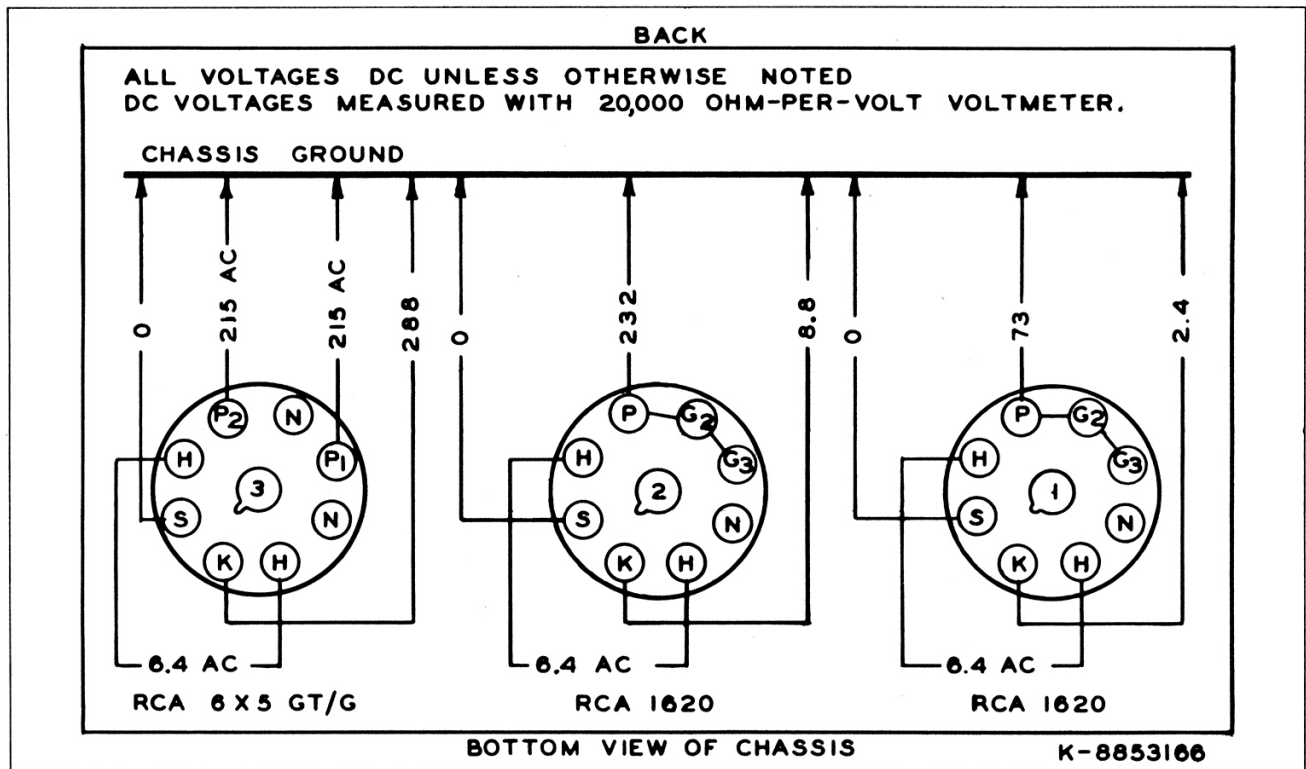 BACK
ALL VOLTAGES DC UNLESS OTHERWISE NOTED
DC VOLTAGES MEASURED WITH 20,000 OHM-PER-VOLT VOLTMETER.
CHASSIS GROUND
0
215 AC
215 AC
288
0
232
8.8
0
73
2.4
P2
N
H
P1
3
S
N
K
H
6.4 AC
RCA 6X5 GT/G
P
G2
H
G3
2
S
N
K
H
6.4 AC
RCA 1620
P
G2
H
G3
1
S
N
K
H
6.4 AC
RCA 1620
BOTTOM VIEW OF CHASSIS
K-8853166